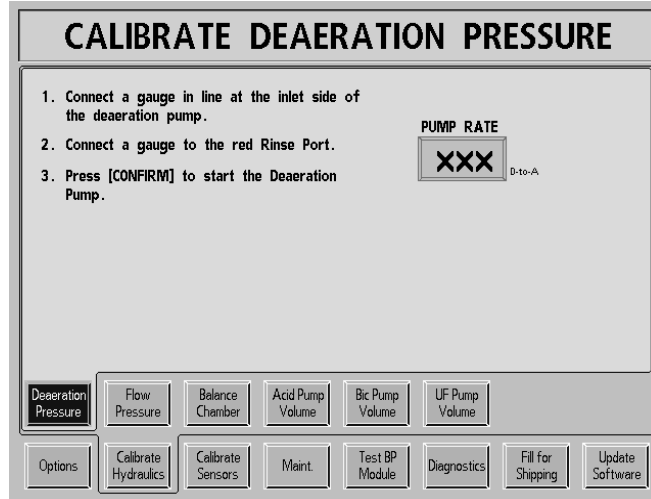 CALIBRATE DEAERATION PRESSURE
1. Connect a gauge in line at the inlet side of
the deaeration pump.
2. Connect a gauge to the red Rinse Port.
3. Press [CONFIRM] to start the Deaeration
Pump.
PUMP RATE
XXX
D-to-A
Deaeration
Pressure
Flow
Pressure
Balance
Chamber
Acid Pump
Volume
Bic Pump
Volume
UF Pump
Volume
Options
Calibrate
Hydraulics
Calibrate
Sensors
Maint.
Test BP
Module
Diagnostics
Fill for
Shipping
Update
Software